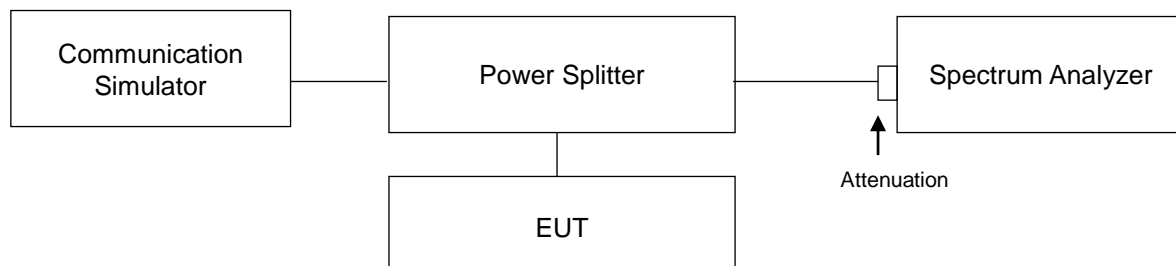 Communication
Simulator
Power Splitter
Spectrum Analyzer
Attenuation
EUT